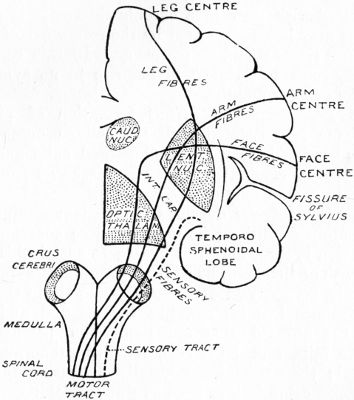 LEG CENTRE
LEG
FIBRES
ARM
FIBRES
ARM
CENTRE
CAUD.
NUCL
LENT.
NUC.
FACE
FIBRES
FACE
CENTRE
INT. CAP.
FISSURE
OF
SYLVIUS
OPTIC
THALAM
TEMPORO
SPHENOIDAL
LOBE
CRUS
CEREBRI
SENSORY
FIBRES
MEDULLA
SENSORY TRACT
SPINAL
CORD
MOTOR
TRACT